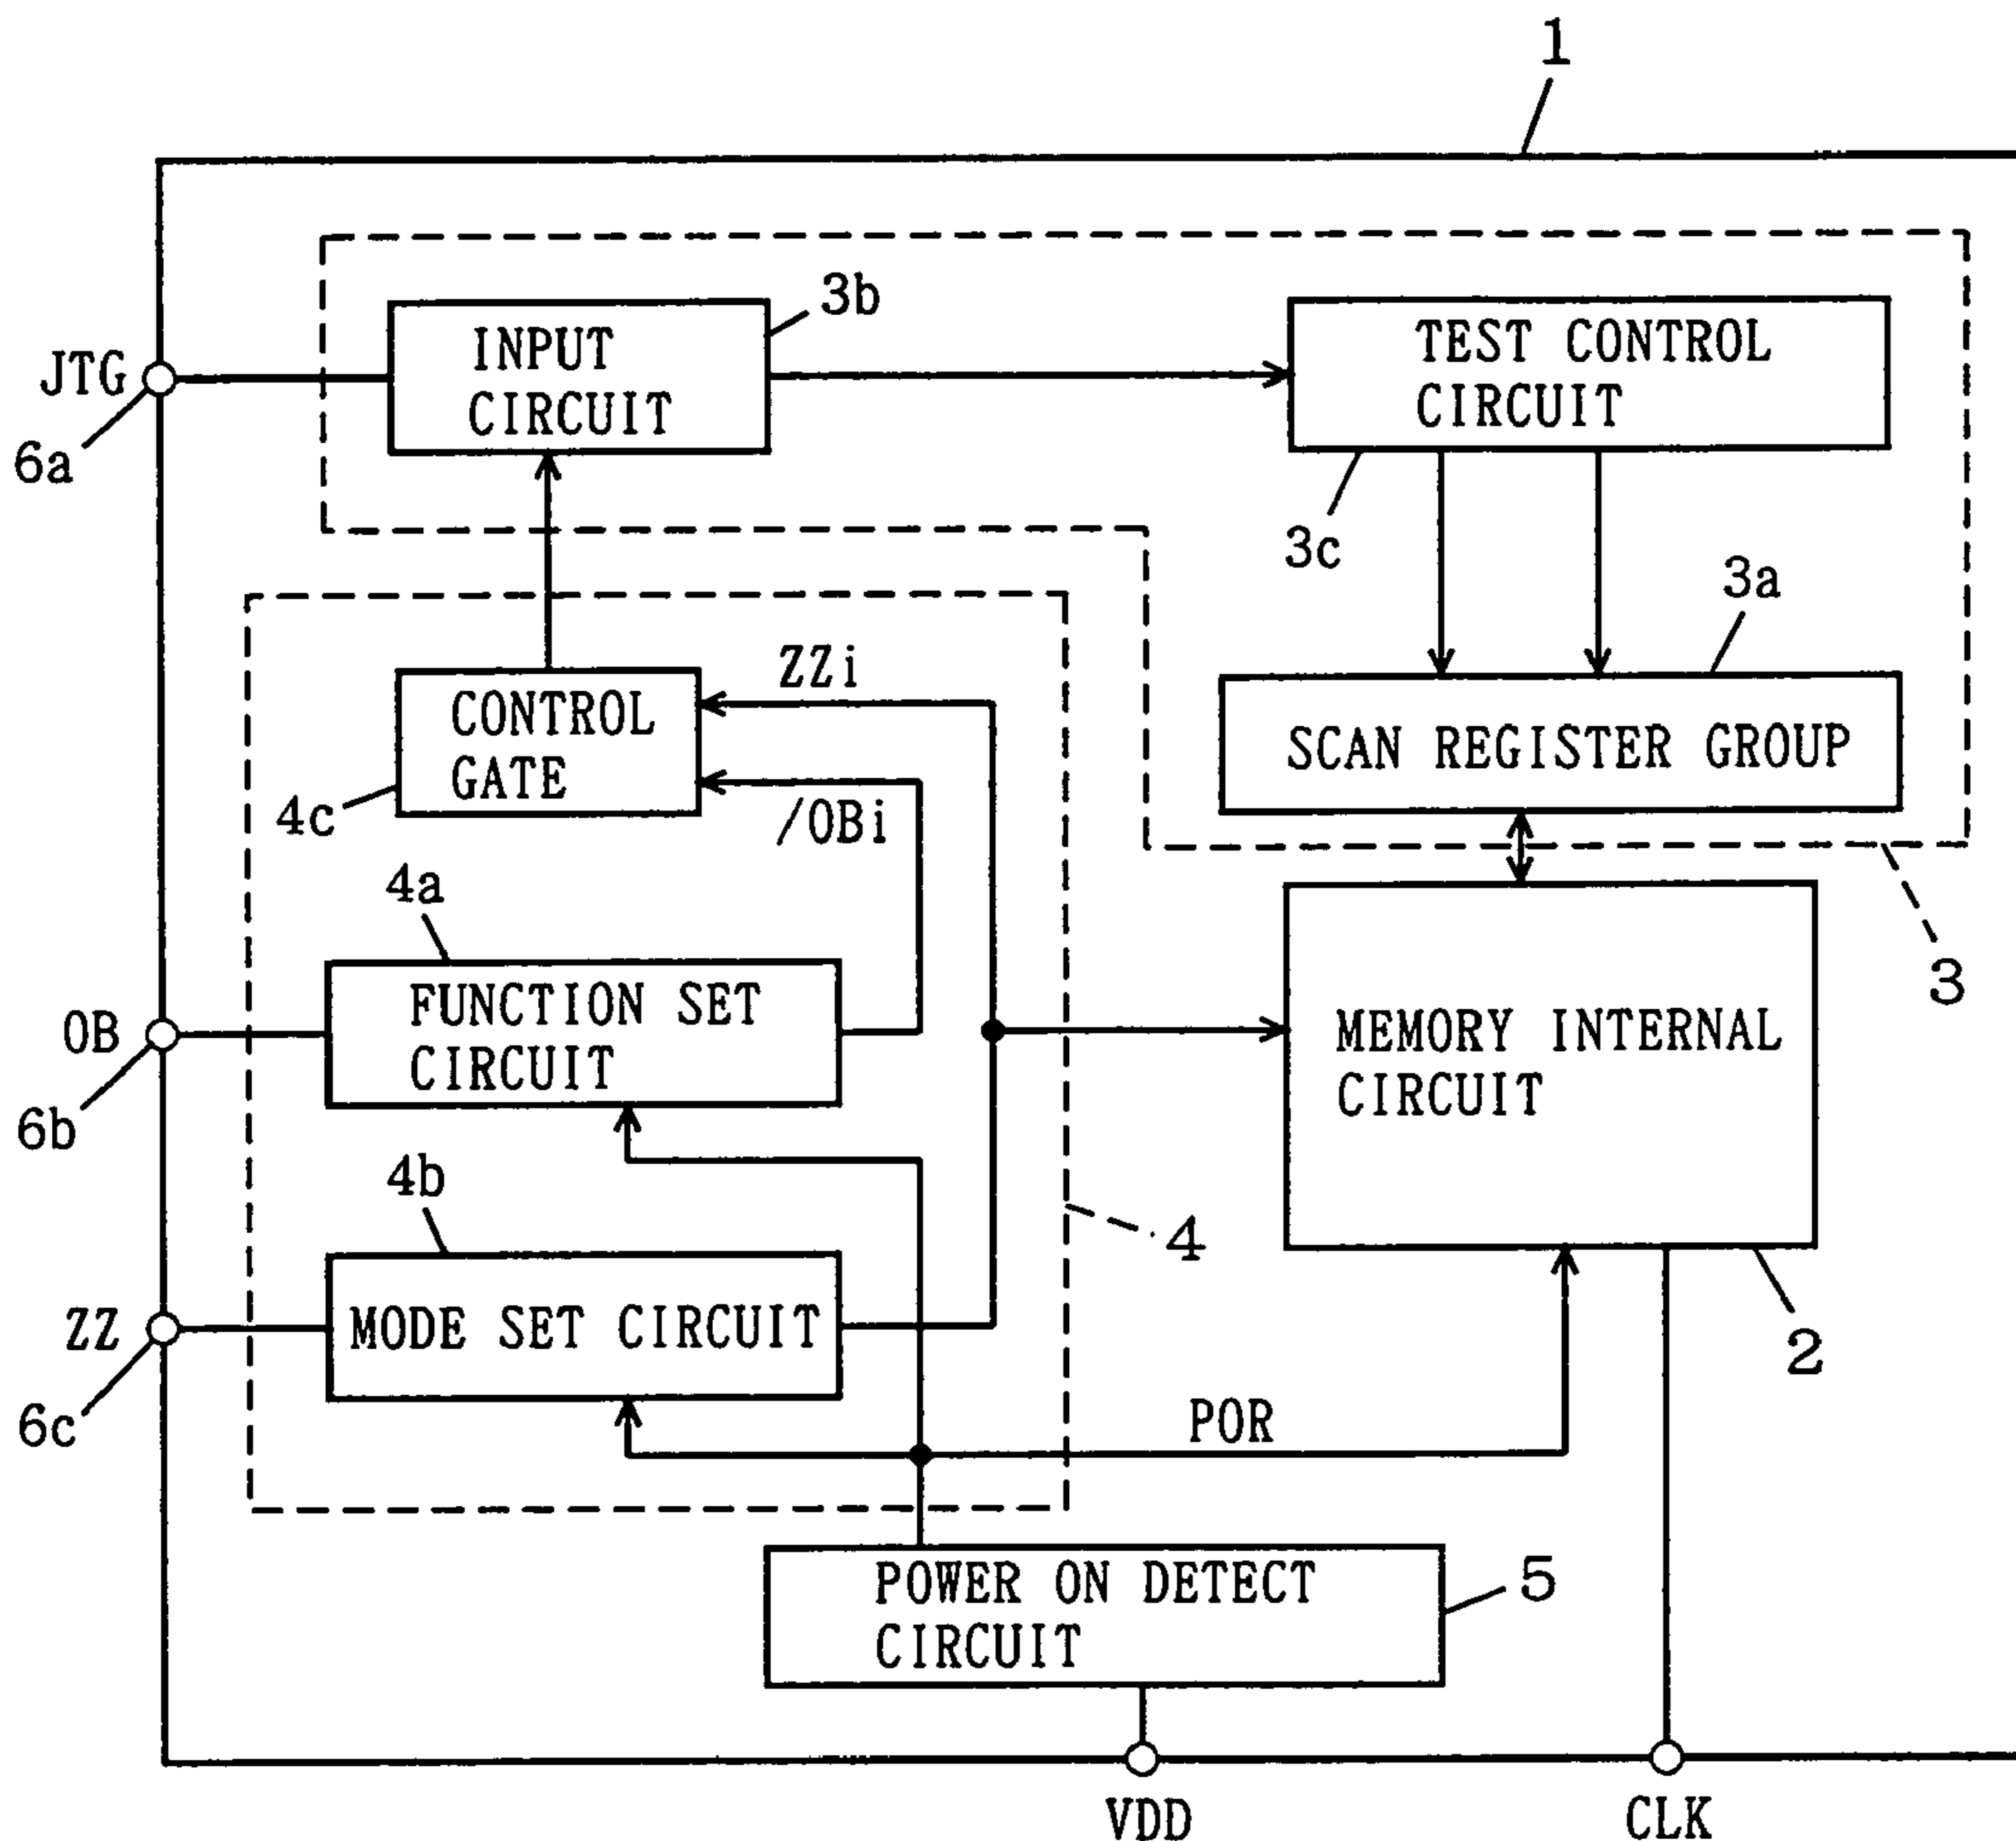 1
3b
INPUT
CIRCUIT
TEST CONTROL
CIRCUIT
JTG
6a
3c
3a
ZZi
CONTROL
GATE
SCAN REGISTER GROUP
4c
/OBi
4a
3
FUNCTION SET
CIRCUIT
OB
6b
MEMORY INTERNAL
CIRCUIT
4b
4
MODE SET CIRCUIT
ZZ
6c
2
POR
POWER ON DETECT
CIRCUIT
5
VDD
CLK